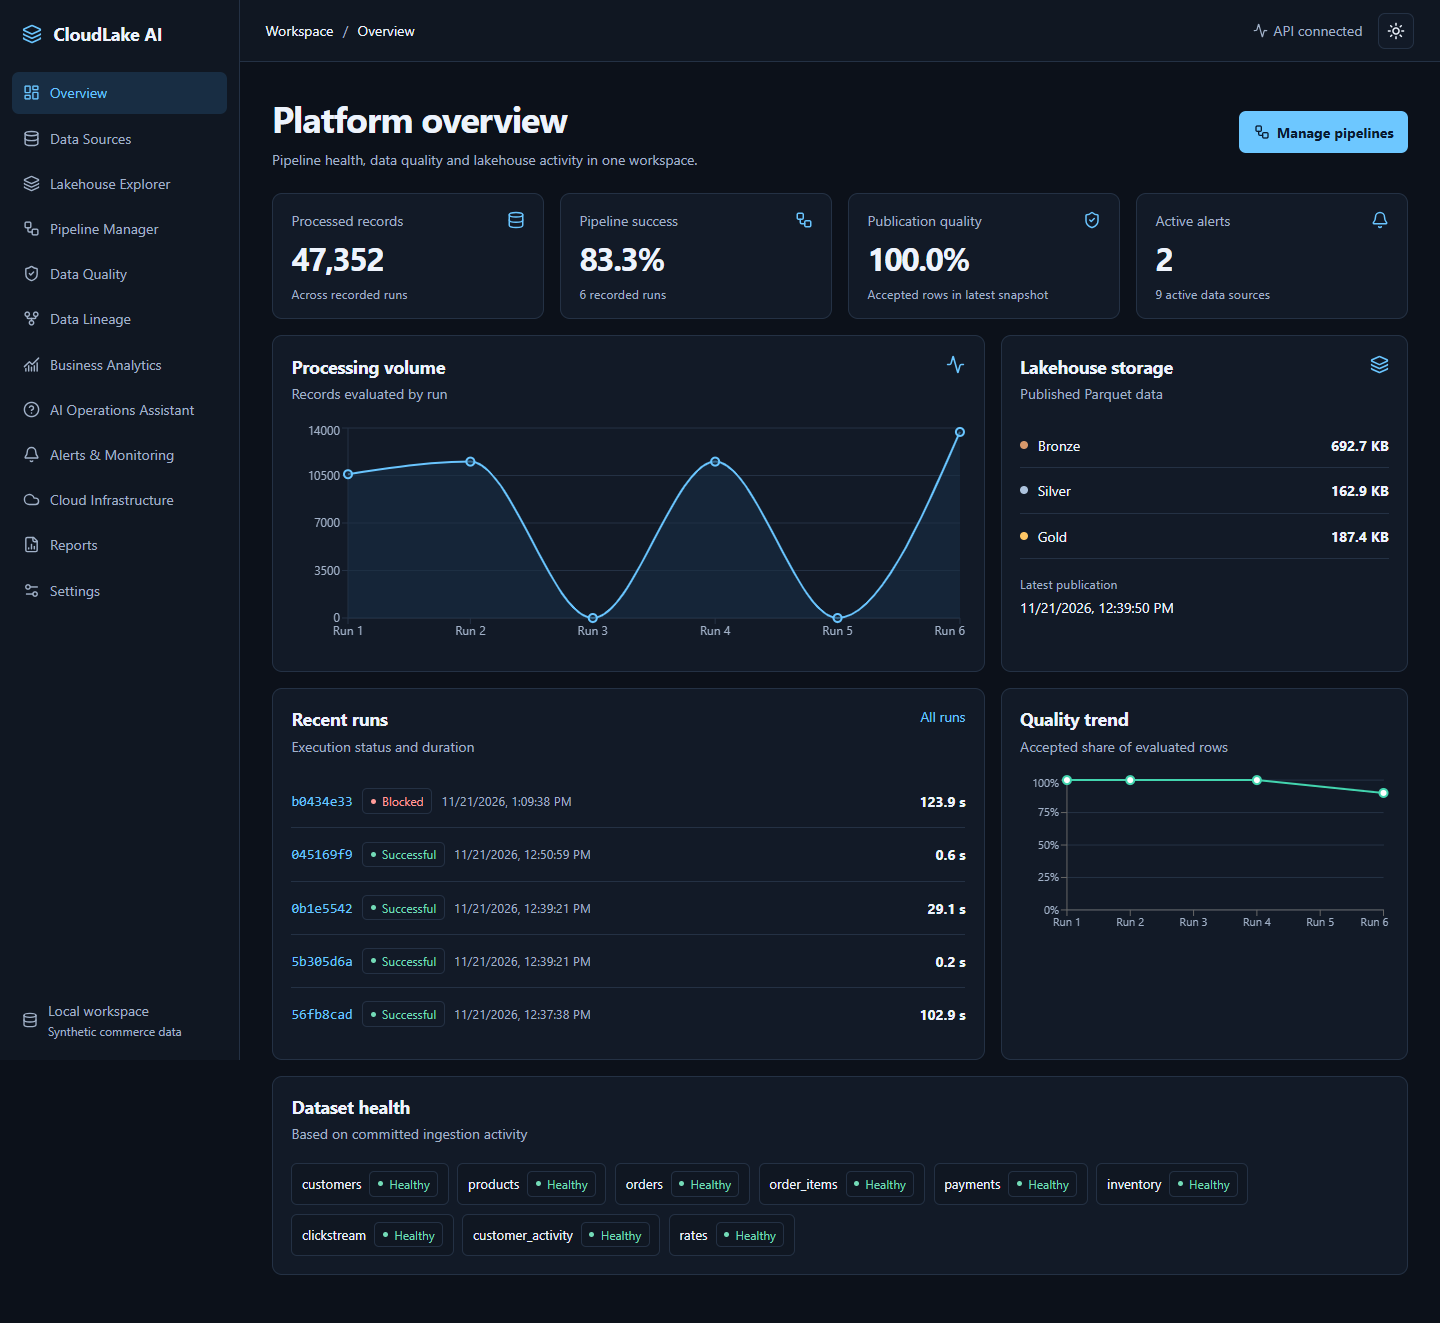 CloudLake AI
Overview
Data Sources
Lakehouse Explorer
Pipeline Manager
Data Quality
Data Lineage
Business Analytics
AI Operations Assistant
Alerts & Monitoring
Cloud Infrastructure
Reports
Settings
Local workspace
Synthetic commerce data
Workspace / Overview
API connected
Platform overview
Pipeline health, data quality and lakehouse activity in one workspace.
Manage pipelines
Processed records
47,352
Across recorded runs
Pipeline success
83.3%
6 recorded runs
Publication quality
100.0%
Accepted rows in latest snapshot
Active alerts
2
9 active data sources
Processing volume
Records evaluated by run
14000
10500
7000
3500
0
Run 1 Run 2 Run 3 Run 4 Run 5 Run 6
Lakehouse storage
Published Parquet data
Bronze 692.7 KB
Silver 162.9 KB
Gold 187.4 KB
Latest publication
11/21/2026, 12:39:50 PM
Recent runs
All runs
Execution status and duration
b0434e33 Blocked 11/21/2026, 1:09:38 PM 123.9 s
045169f9 Successful 11/21/2026, 12:50:59 PM 0.6 s
0b1e5542 Successful 11/21/2026, 12:39:21 PM 29.1 s
5b305d6a Successful 11/21/2026, 12:39:21 PM 0.2 s
56fb8cad Successful 11/21/2026, 12:37:38 PM 102.9 s
Quality trend
Accepted share of evaluated rows
100%
75%
50%
25%
0%
Run 1 Run 2 Run 3 Run 4 Run 5 Run 6
Dataset health
Based on committed ingestion activity
customers Healthy products Healthy orders Healthy order_items Healthy payments Healthy inventory Healthy
clickstream Healthy customer_activity Healthy rates Healthy